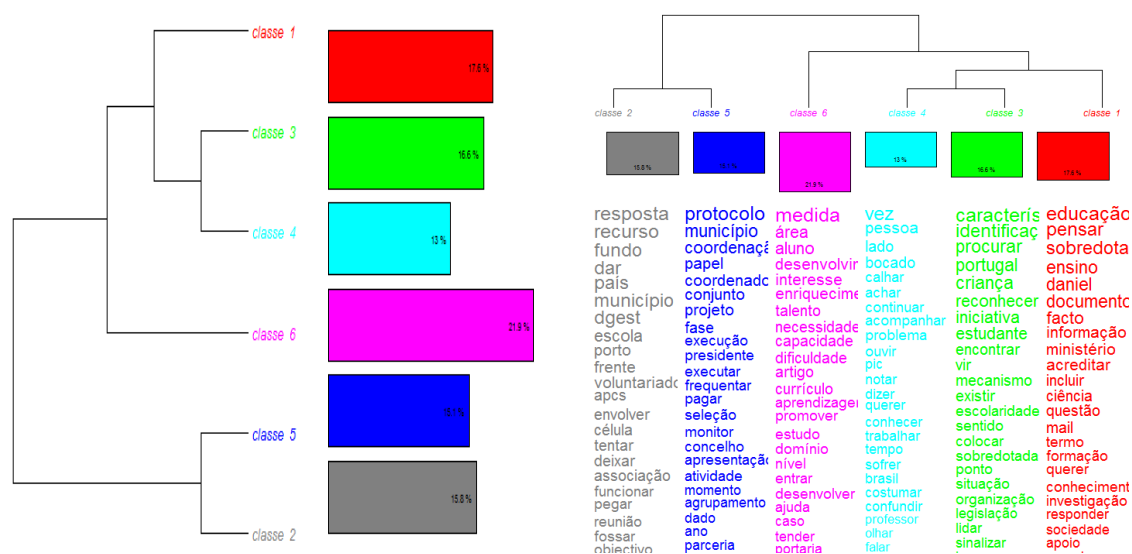 classe 1
17.6 %
classe 3
16.6 %
classe 4
13 %
classe 6
21.9 %
classe 5
15.1 %
classe 2
15.8 %
classe 2
classe 5
classe 6
classe 4
classe 3
classe 1
15.8 %
15.1 %
21.9 %
13 %
16.6 %
17.6 %
resposta
recurso
fundo
dar
país
município
dgest
escola
porto
frente
voluntariado
apcs
envolver
célula
tentar
deixar
associação
funcionar
pegar
reunião
fossar
objectivo
protocolo
município
coordenaçã
papel
coordenado
conjunto
projeto
fase
execução
presidente
executar
frequentar
pagar
seleção
monitor
concelho
apresentação
atividade
momento
agrupamento
dado
ano
parceria
medida
área
aluno
desenvolvin
interesse
enriquecime
talento
necessidade
capacidade
dificuldade
artigo
currículo
aprendizagen
promover
estudo
domínio
nível
entrar
desenvolver
ajuda
caso
tender
portaria
vez
pessoa
lado
bocado
calhar
achar
continuar
acompanhar
problema
ouvir
pic
notar
dizer
querer
conhecer
trabalhar
tempo
sofrer
brasil
costumar
confundir
professor
olhar
falar
caracterís
identificaç
procurar
portugal
criança
reconhecer
iniciativa
estudante
encontrar
vir
mecanismo
existir
escolaridade
sentido
colocar
sobredotada
ponto
situação
organização
legislação
lidar
sinalizar
educação
pensar
sobredota
ensino
daniel
documento
facto
informação
ministério
acreditar
incluir
ciência
questão
mail
termo
formação
querer
conheciment
investigação
responder
sociedade
apoio